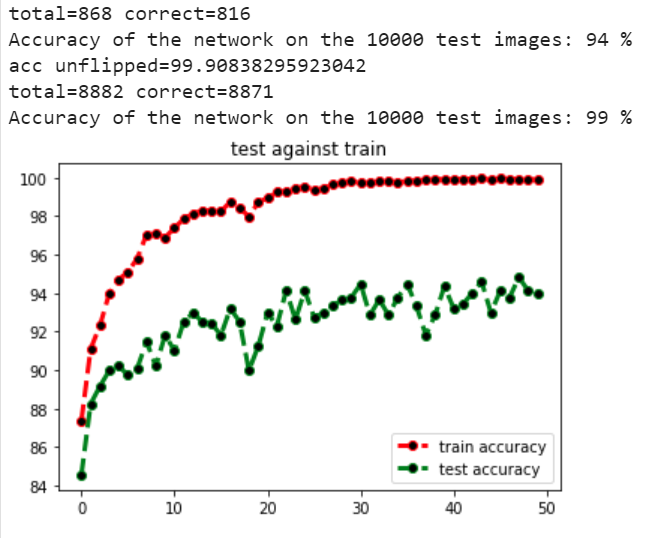 total=868 correct=816
Accuracy of the network on the 10000 test images: 94 %
acc unflipped=99.90838295923042
total=8882 correct=8871
Accuracy of the network on the 10000 test images: 99 %
test against train
100
98
96
94
92
90
88
86
84
train accuracy
test accuracy
0 10 20 30 40 50